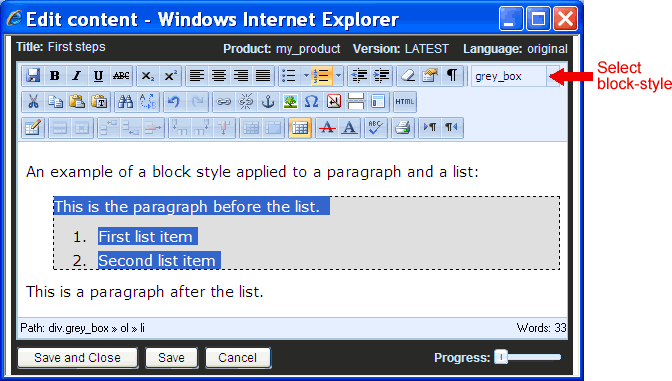 Edit content - Windows Internet Explorer
Title: First steps Product: my_product Version: LATEST Language: original
B I U ABC X₂ X² grey_box
HTML
A A ABC
An example of a block style applied to a paragraph and a list:
This is the paragraph before the list.
1. First list item
2. Second list item
This is a paragraph after the list.
Path: div.grey_box » ol » li Words: 33
Save and Close Save Cancel Progress:
Select
block-style